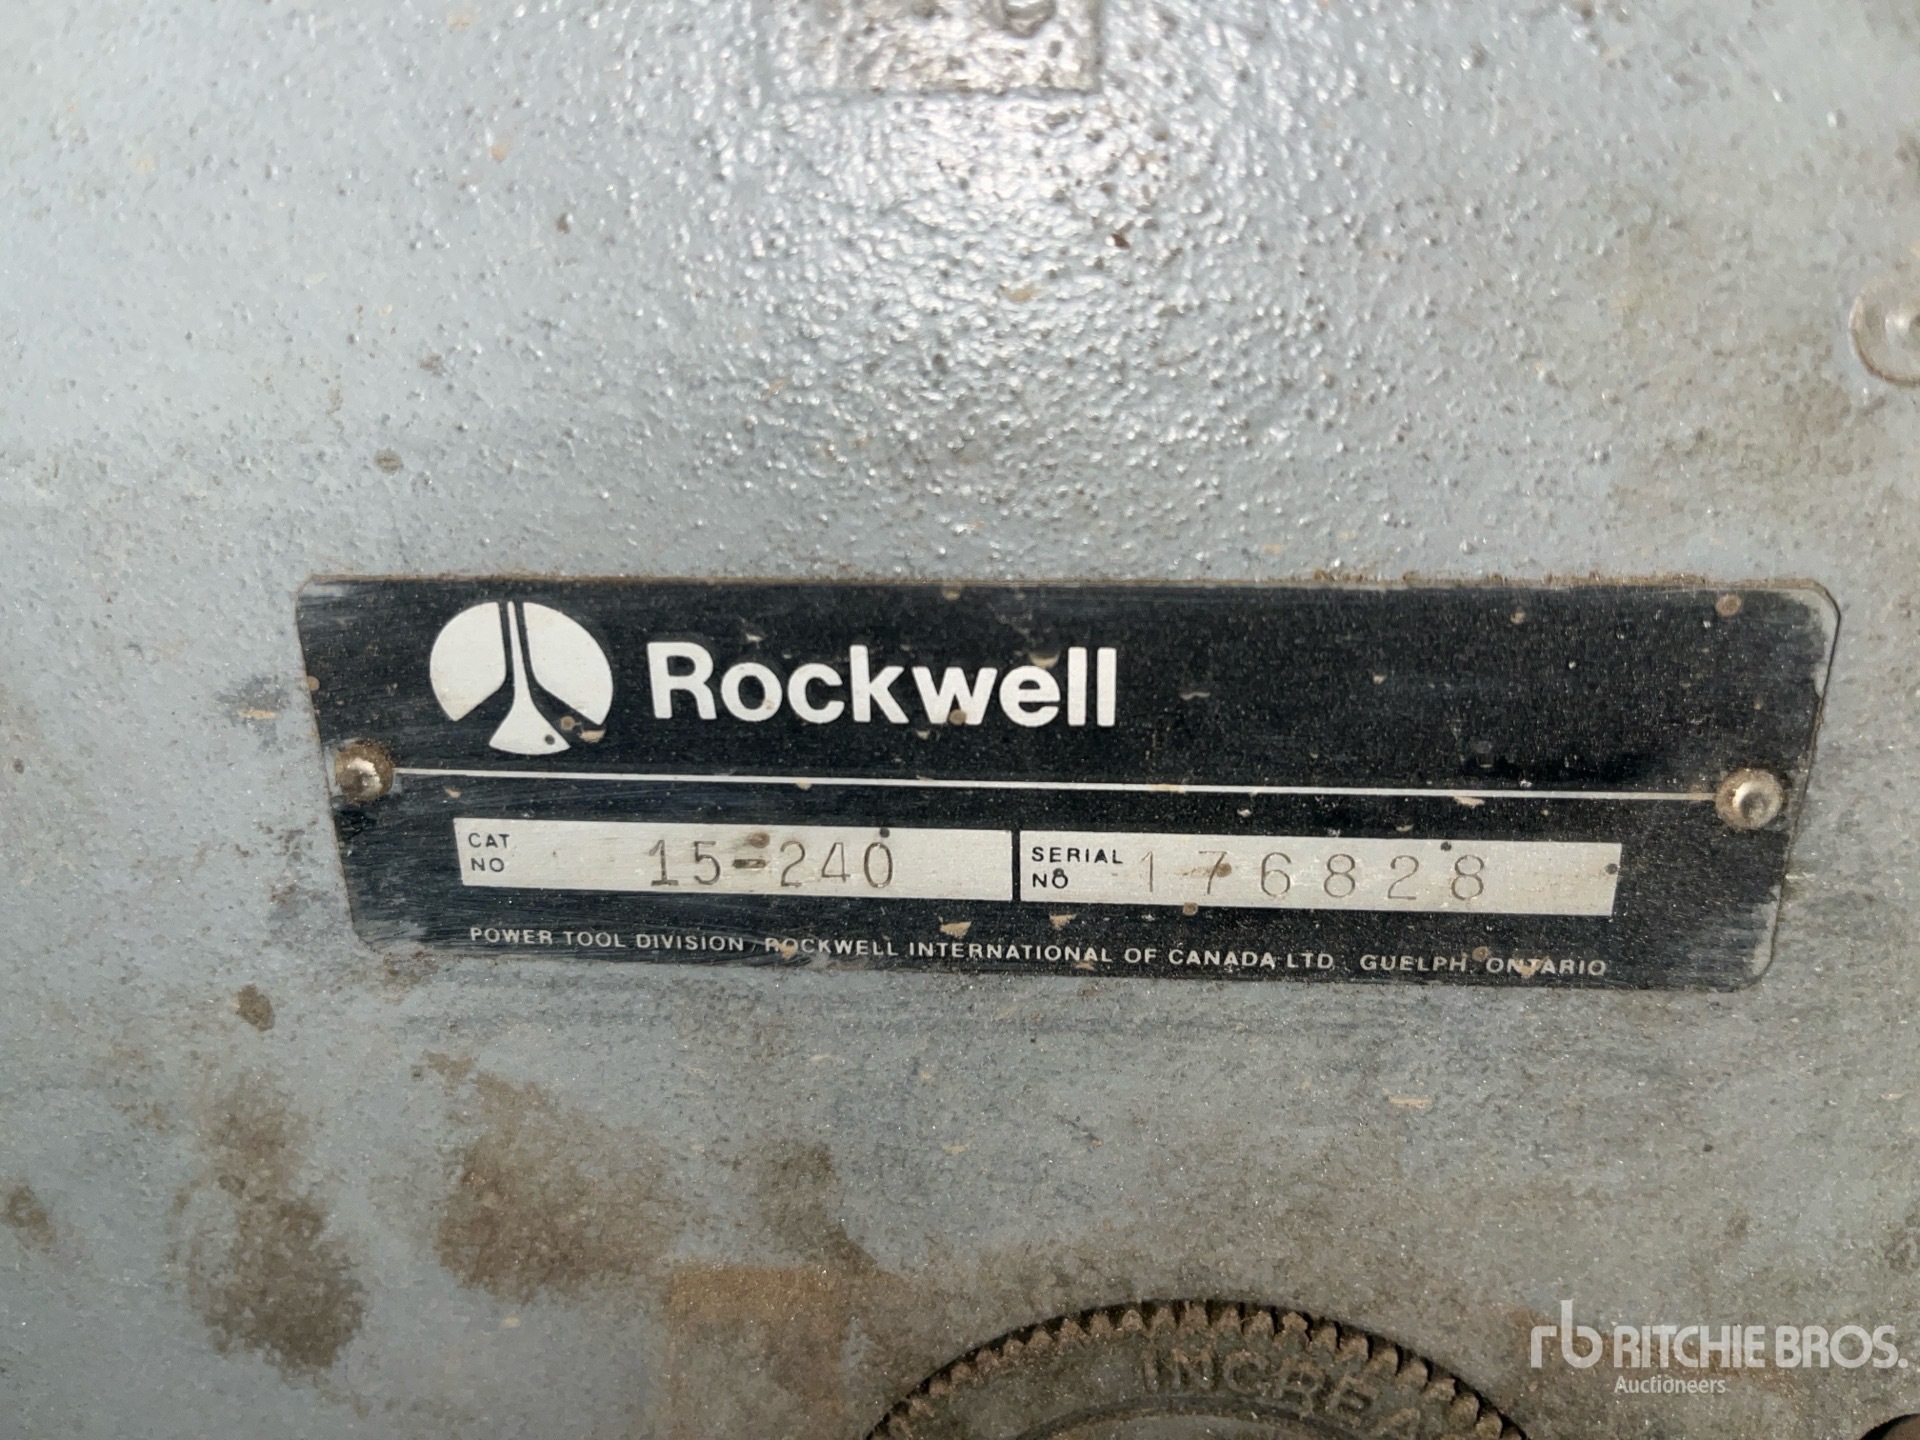 Rockwell
CAT NO 15-240
SERIAL NO 176828
POWER TOOL DIVISION / ROCKWELL INTERNATIONAL OF CANADA LTD. GUELPH, ONTARIO
INCREA
rb RITCHIE BROS.
Auctioneers